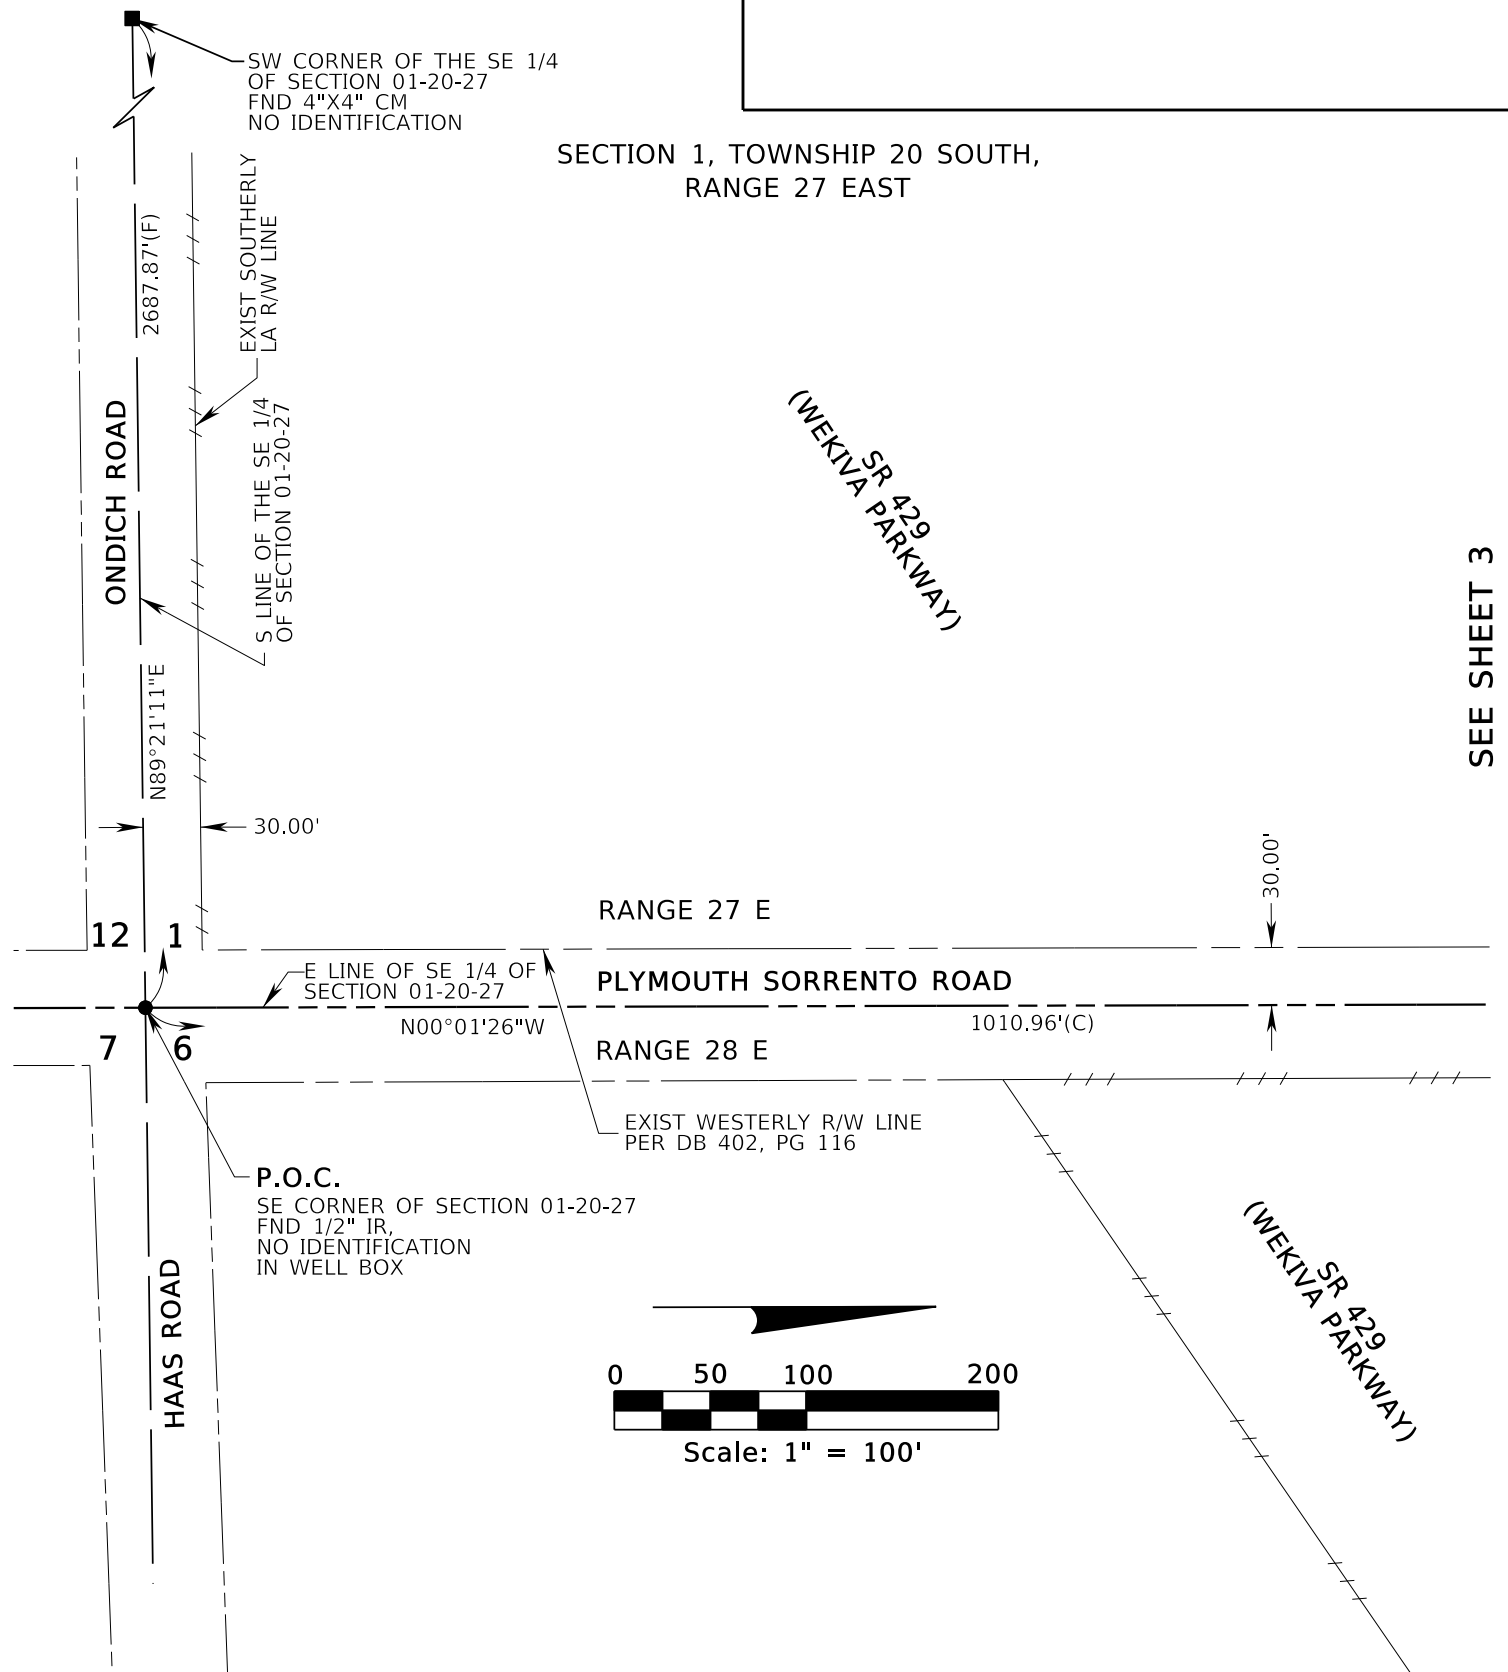 SW CORNER OF THE SE 1/4
OF SECTION 01-20-27
FND 4"X4" CM
NO IDENTIFICATION
SECTION 1, TOWNSHIP 20 SOUTH,
RANGE 27 EAST
2687.87'(F)
EXIST SOUTHERLY
LA R/W LINE
ONDICH ROAD
S LINE OF THE SE 1/4
OF SECTION 01-20-27
N89°21'11"E
SR 429
(WEKIVA PARKWAY)
SEE SHEET 3
30.00'
30.00'
RANGE 27 E
12
1
E LINE OF SE 1/4 OF
SECTION 01-20-27
PLYMOUTH SORRENTO ROAD
N00°01'26"W
1010.96'(C)
7
6
RANGE 28 E
EXIST WESTERLY R/W LINE
PER DB 402, PG 116
P.O.C.
SE CORNER OF SECTION 01-20-27
FND 1/2" IR,
NO IDENTIFICATION
IN WELL BOX
HAAS ROAD
SR 429
(WEKIVA PARKWAY)
0 50 100 200
Scale: 1" = 100'